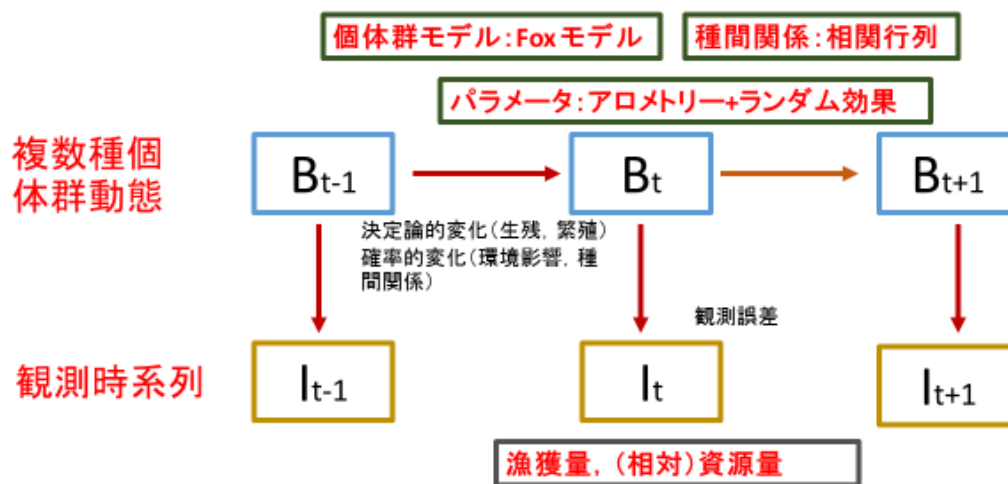 個体群モデル：Foxモデル
種間関係：相関行列
パラメータ：アロメトリー+ランダム効果
複数種個
体群動態
Bt-1
Bt
Bt+1
決定論的変化（生残，繁殖）
確率的変化（環境影響，種
間関係）
観測誤差
観測時系列
It-1
It
It+1
漁獲量，（相対）資源量